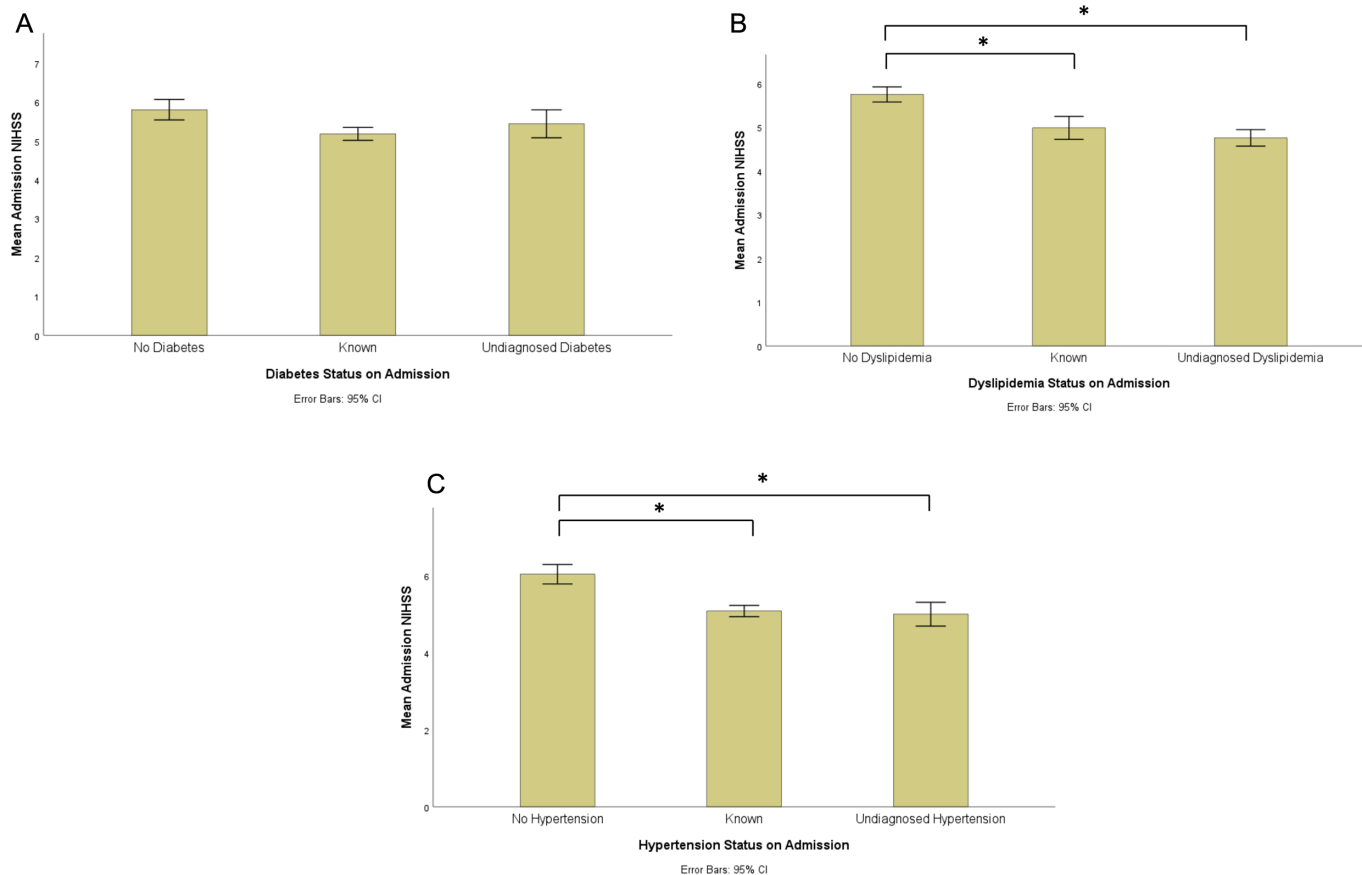 A
Mean Admission NIHSS
7
6
5
4
3
2
1
0
No Diabetes Known Undiagnosed Diabetes
Diabetes Status on Admission
Error Bars: 95% CI
B
*
*
Mean Admission NIHSS
6
5
4
3
2
1
0
No Dyslipidemia Known Undiagnosed Dyslipidemia
Dyslipidemia Status on Admission
Error Bars: 95% CI
C
*
*
Mean Admission NIHSS
6
4
2
0
No Hypertension Known Undiagnosed Hypertension
Hypertension Status on Admission
Error Bars: 95% CI